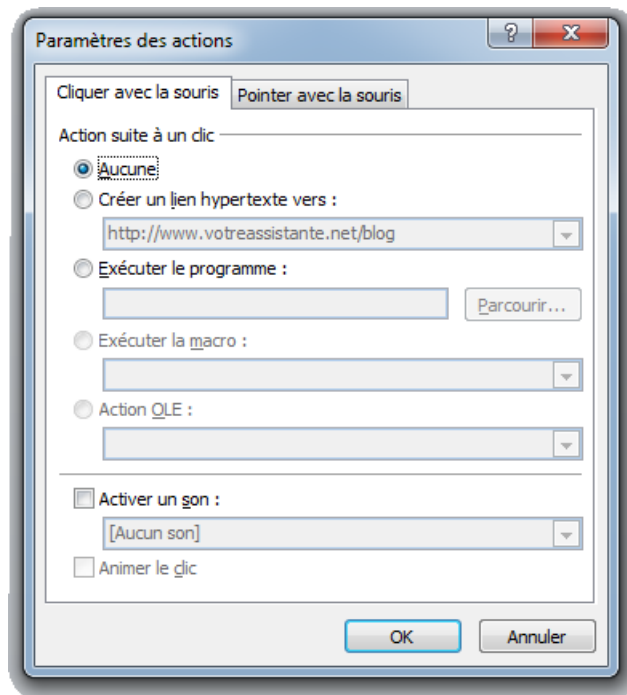 Paramètres des actions
Cliquer avec la souris Pointer avec la souris
Action suite à un clic
Aucune
Créer un lien hypertexte vers :
http://www.votreassistante.net/blog
Exécuter le programme :
Parcourir...
Exécuter la macro :
Action OLE :
Activer un son :
[Aucun son]
Animer le clic
OK Annuler